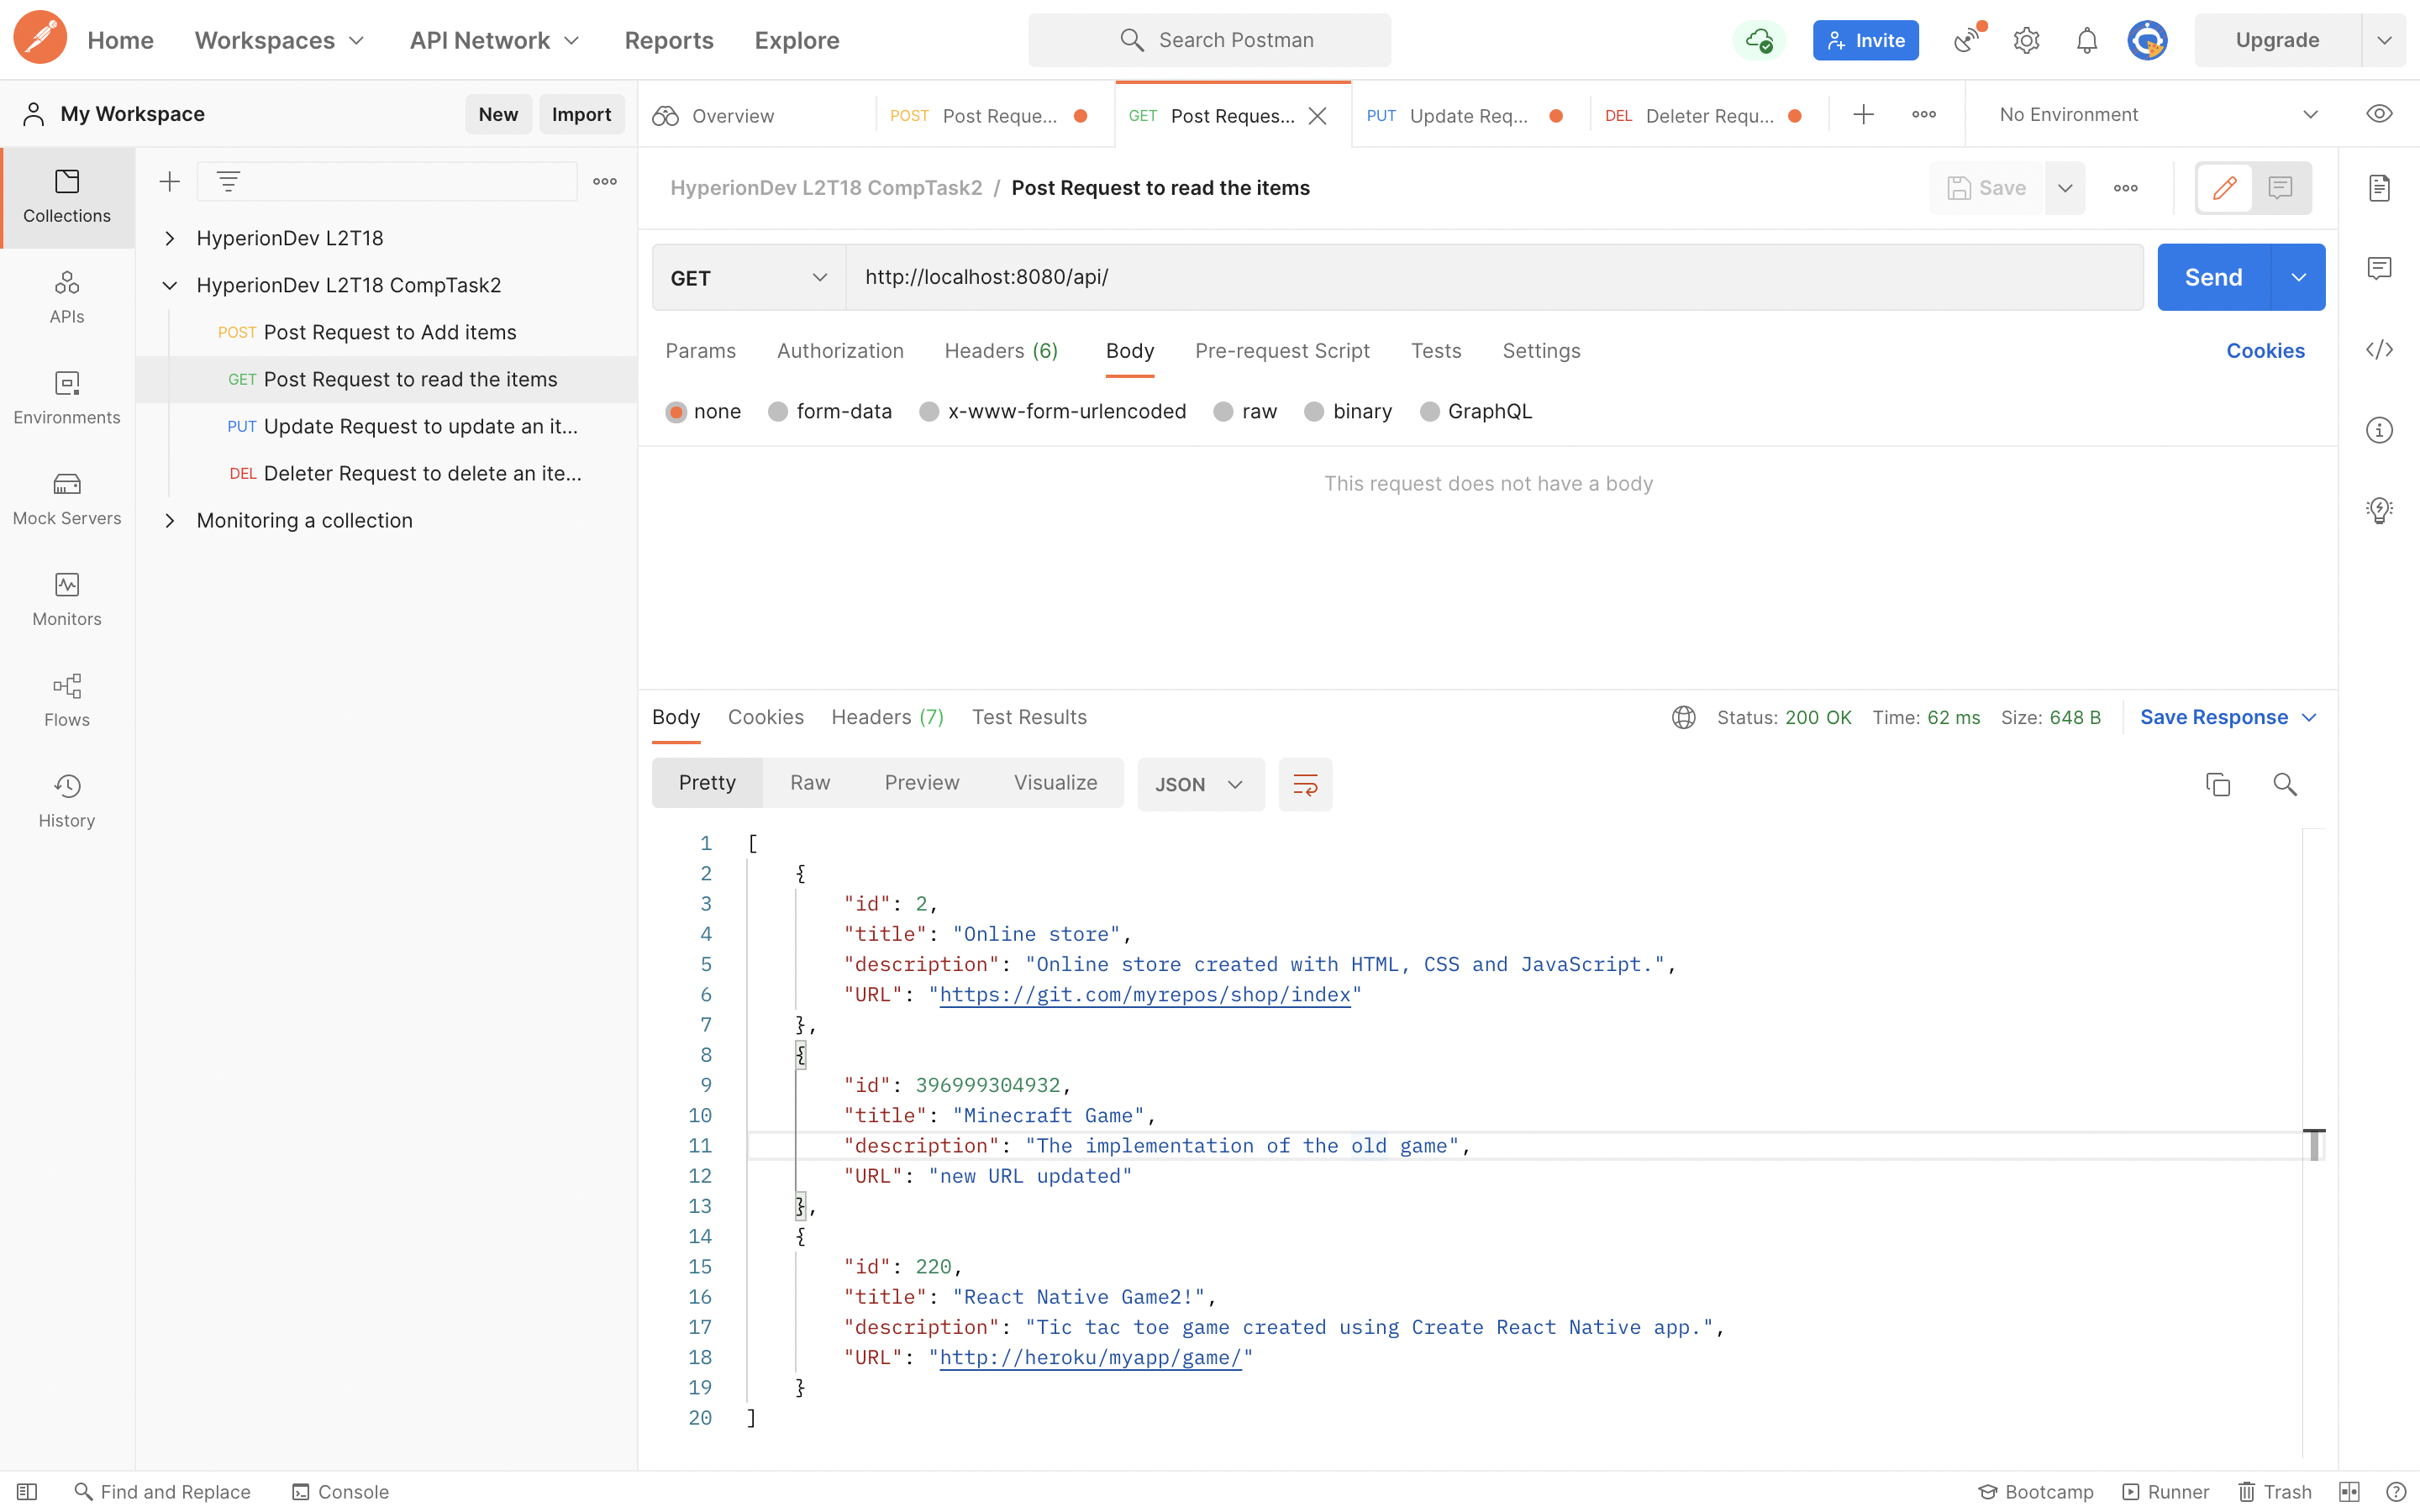 Home Workspaces API Network Reports Explore Search Postman Invite Upgrade
My Workspace New Import Overview POST Post Reque... GET Post Reques... PUT Update Req... DEL Deleter Requ... No Environment
Collections
APIs
Environments
Mock Servers
Monitors
Flows
History
HyperionDev L2T18
HyperionDev L2T18 CompTask2
POST Post Request to Add items
GET Post Request to read the items
PUT Update Request to update an it...
DEL Deleter Request to delete an ite...
Monitoring a collection
HyperionDev L2T18 CompTask2 / Post Request to read the items Save
GET http://localhost:8080/api/ Send
Params Authorization Headers (6) Body Pre-request Script Tests Settings Cookies
none form-data x-www-form-urlencoded raw binary GraphQL
This request does not have a body
Body Cookies Headers (7) Test Results Status: 200 OK Time: 62 ms Size: 648 B Save Response
Pretty Raw Preview Visualize JSON
1 [
2 {
3 "id": 2,
4 "title": "Online store",
5 "description": "Online store created with HTML, CSS and JavaScript.",
6 "URL": "https://git.com/myrepos/shop/index"
7 },
8 {
9 "id": 396999304932,
10 "title": "Minecraft Game",
11 "description": "The implementation of the old game",
12 "URL": "new URL updated"
13 },
14 {
15 "id": 220,
16 "title": "React Native Game2!",
17 "description": "Tic tac toe game created using Create React Native app.",
18 "URL": "http://heroku/myapp/game/"
19 }
20 ]
Find and Replace Console Bootcamp Runner Trash